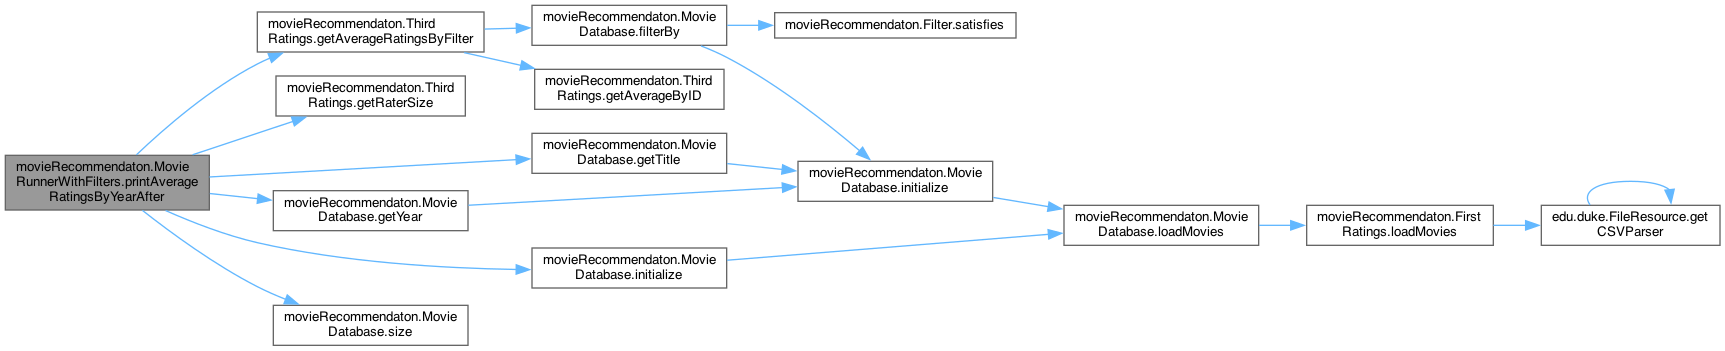 movieRecommendaton.Movie
RunnerWithFilters.printAverage
RatingsByYearAfter
movieRecommendaton.Third
Ratings.getAverageRatingsByFilter
movieRecommendaton.Third
Ratings.getRaterSize
movieRecommendaton.Movie
Database.getYear
movieRecommendaton.Movie
Database.size
movieRecommendaton.Movie
Database.filterBy
movieRecommendaton.Third
Ratings.getAverageByID
movieRecommendaton.Movie
Database.getTitle
movieRecommendaton.Movie
Database.initialize
movieRecommendaton.Filter.satisfies
movieRecommendaton.Movie
Database.initialize
movieRecommendaton.Movie
Database.loadMovies
movieRecommendaton.First
Ratings.loadMovies
edu.duke.FileResource.get
CSVParser